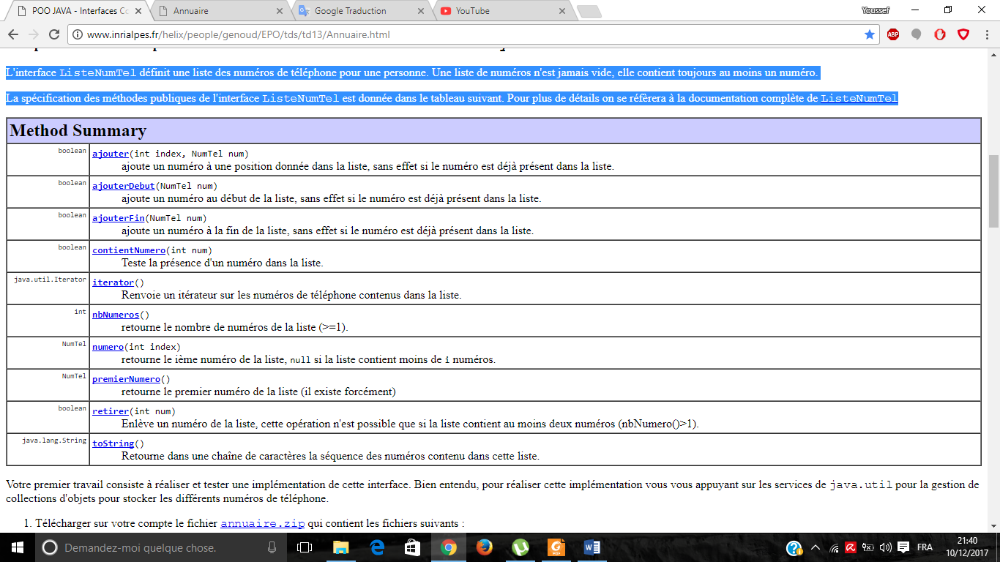 POO JAVA - Interfaces Co
Annuaire
Google Traduction
YouTube
Youssef
www.inrialpes.fr/helix/people/genoud/EPO/tds/td13/Annuaire.html
ABP
L'interface ListeNumTel définit une liste des numéros de téléphone pour une personne. Une liste de numéros n'est jamais vide, elle contient toujours au moins un numéro.
La spécification des méthodes publiques de l'interface ListeNumTel est donnée dans le tableau suivant. Pour plus de détails on se réfèrera à la documentation complète de ListeNumTel
Method Summary
boolean ajouter(int index, NumTel num)
ajoute un numéro à une position donnée dans la liste, sans effet si le numéro est déjà présent dans la liste.
boolean ajouterDebut(NumTel num)
ajoute un numéro au début de la liste, sans effet si le numéro est déjà présent dans la liste.
boolean ajouterFin(NumTel num)
ajoute un numéro à la fin de la liste, sans effet si le numéro est déjà présent dans la liste.
boolean contientNumero(int num)
Teste la présence d'un numéro dans la liste.
java.util.Iterator iterator()
Renvoie un itérateur sur les numéros de téléphone contenus dans la liste.
int nbNumeros()
retourne le nombre de numéros de la liste (>=1).
NumTel numero(int index)
retourne le ième numéro de la liste, null si la liste contient moins de i numéros.
NumTel premierNumero()
retourne le premier numéro de la liste (il existe forcément)
boolean retirer(int num)
Enlève un numéro de la liste, cette opération n'est possible que si la liste contient au moins deux numéros (nbNumero()>1).
java.lang.String toString()
Retourne dans une chaîne de caractères la séquence des numéros contenu dans cette liste.
Votre premier travail consiste à réaliser et tester une implémentation de cette interface. Bien entendu, pour réaliser cette implémentation vous vous appuyant sur les services de java.util pour la gestion de
collections d'objets pour stocker les différents numéros de téléphone.
1. Télécharger sur votre compte le fichier annuaire.zip qui contient les fichiers suivants :
Demandez-moi quelque chose.
FRA
21:40
10/12/2017